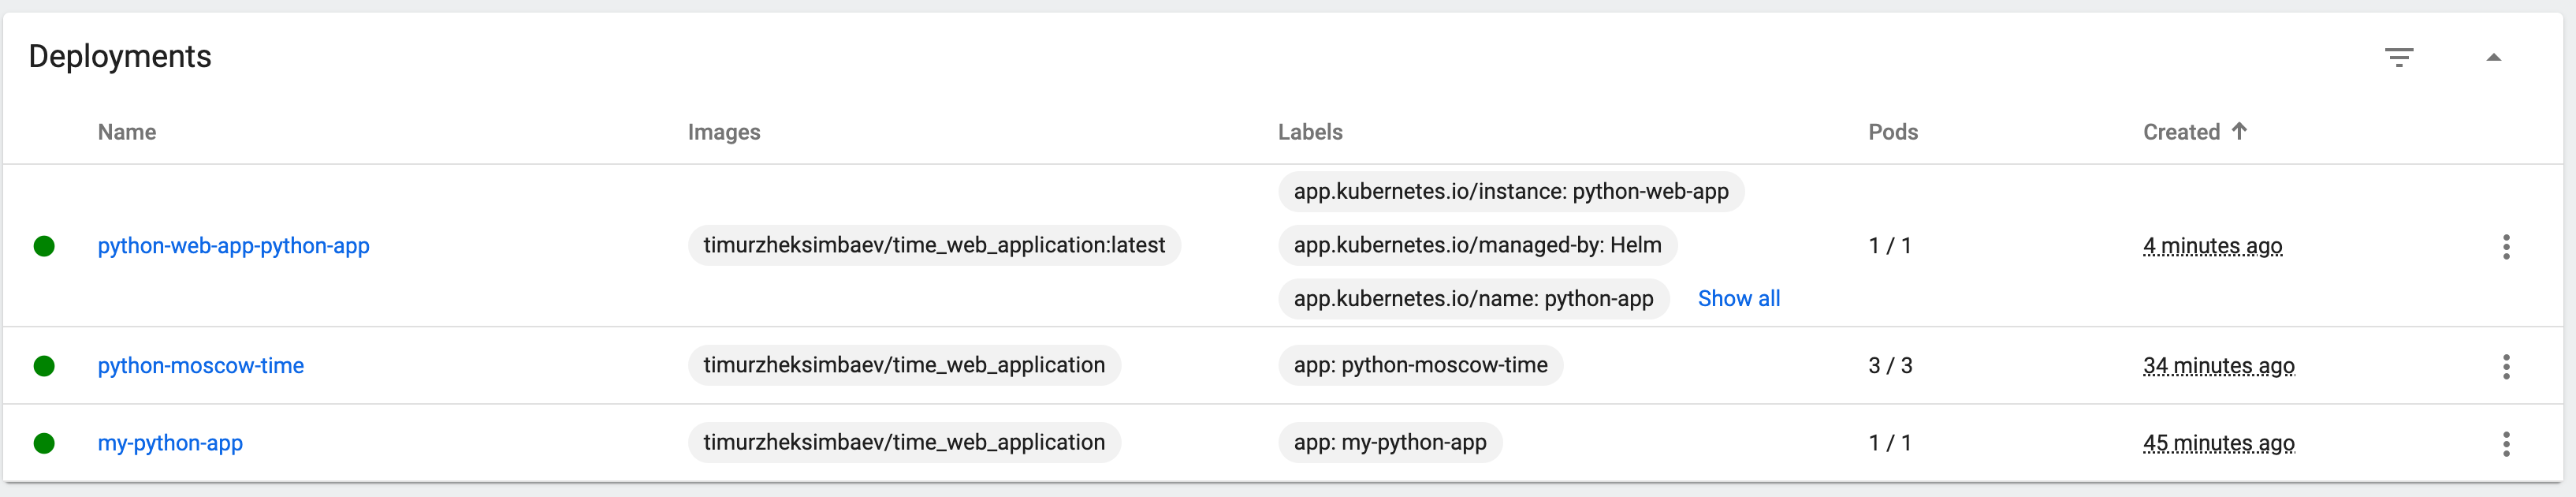 Deployments
Name Images Labels Pods Created
python-web-app-python-app timurzheksimbaev/time_web_application:latest app.kubernetes.io/instance: python-web-app 1 / 1 4 minutes ago
app.kubernetes.io/managed-by: Helm
app.kubernetes.io/name: python-app Show all
python-moscow-time timurzheksimbaev/time_web_application app: python-moscow-time 3 / 3 34 minutes ago
my-python-app timurzheksimbaev/time_web_application app: my-python-app 1 / 1 45 minutes ago